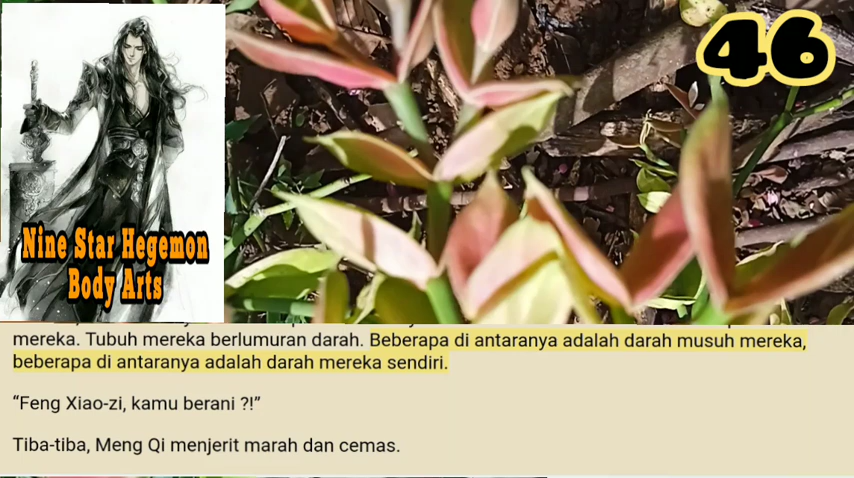 46
Nine Star Hegemon
Body Arts
mereka. Tubuh mereka berlumuran darah. Beberapa di antaranya adalah darah musuh mereka,
beberapa di antaranya adalah darah mereka sendiri.
“Feng Xiao-zi, kamu berani ?!”
Tiba-tiba, Meng Qi menjerit marah dan cemas.